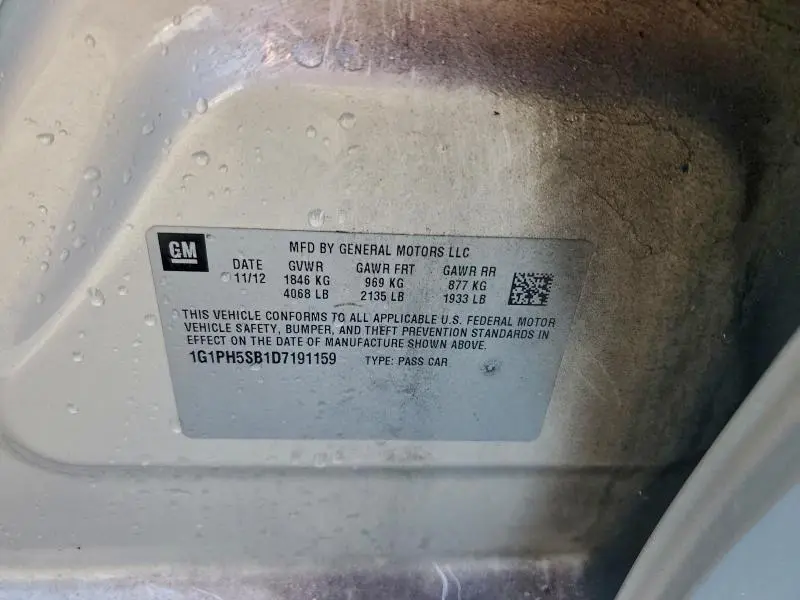 GM
MFD BY GENERAL MOTORS LLC
DATE GVWR GAWR FRT GAWR RR
11/12 1846 KG 969 KG 877 KG
4068 LB 2135 LB 1933 LB
THIS VEHICLE CONFORMS TO ALL APPLICABLE U.S. FEDERAL MOTOR
VEHICLE SAFETY, BUMPER, AND THEFT PREVENTION STANDARDS IN
EFFECT ON THE DATE OF MANUFACTURE SHOWN ABOVE.
1G1PH5SB1D7191159 TYPE: PASS CAR